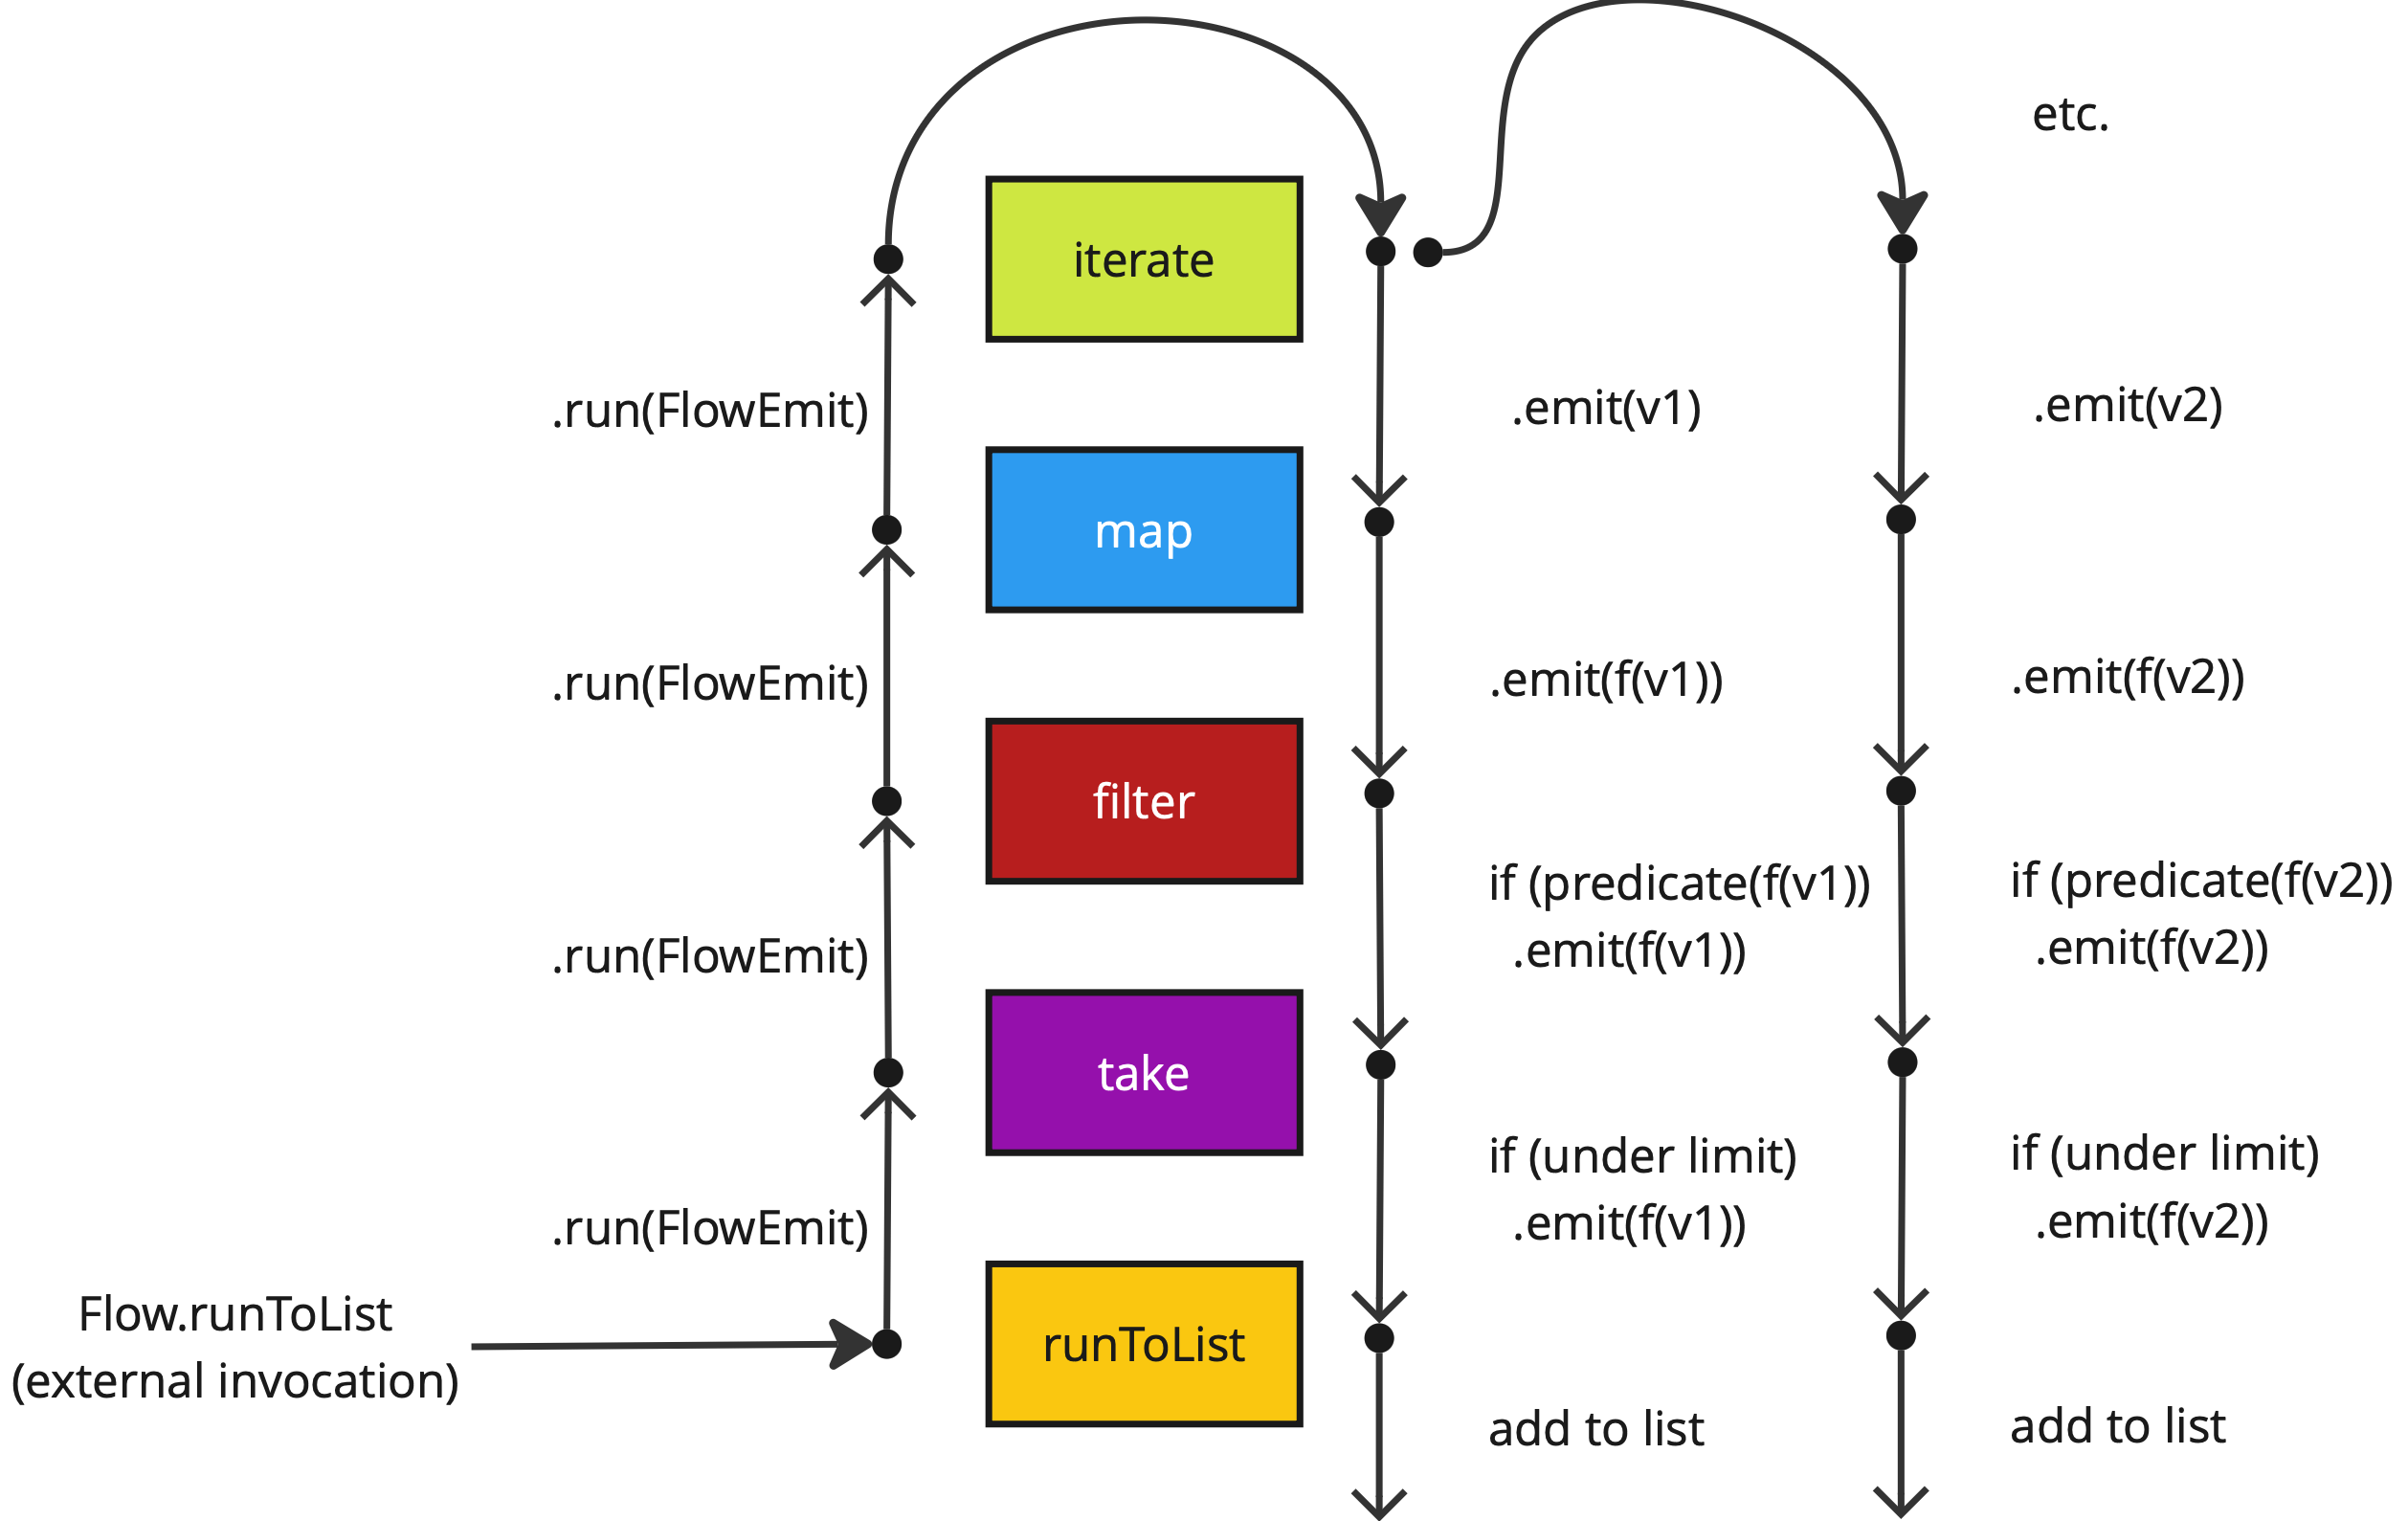 etc.
iterate
.run(FlowEmit)
.emit(v1)
.emit(v2)
map
.run(FlowEmit)
.emit(f(v1))
.emit(f(v2))
filter
.run(FlowEmit)
if (predicate(f(v1))
.emit(f(v1))
if (predicate(f(v2))
.emit(f(v2))
take
.run(FlowEmit)
if (under limit)
.emit(f(v1))
if (under limit)
.emit(f(v2))
Flow.runToList
(external invocation)
runToList
add to list
add to list